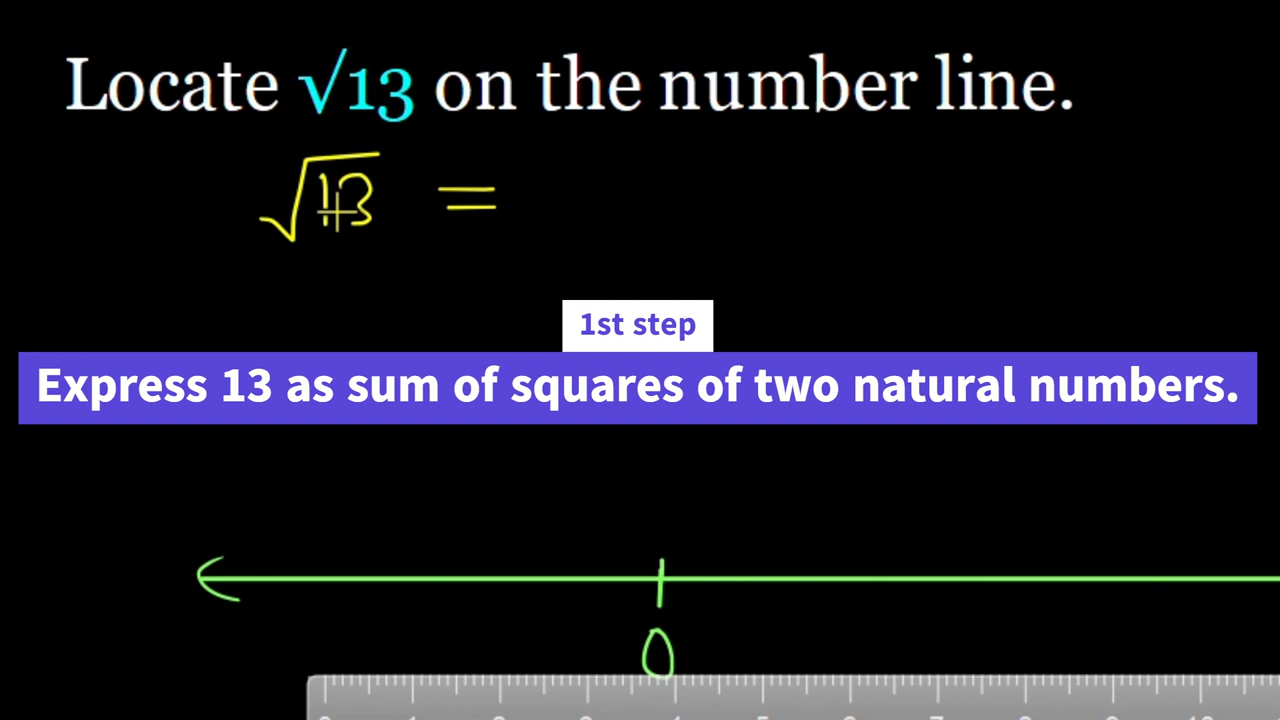 Locate √13 on the number line.
√13 =
1st step
Express 13 as sum of squares of two natural numbers.
0